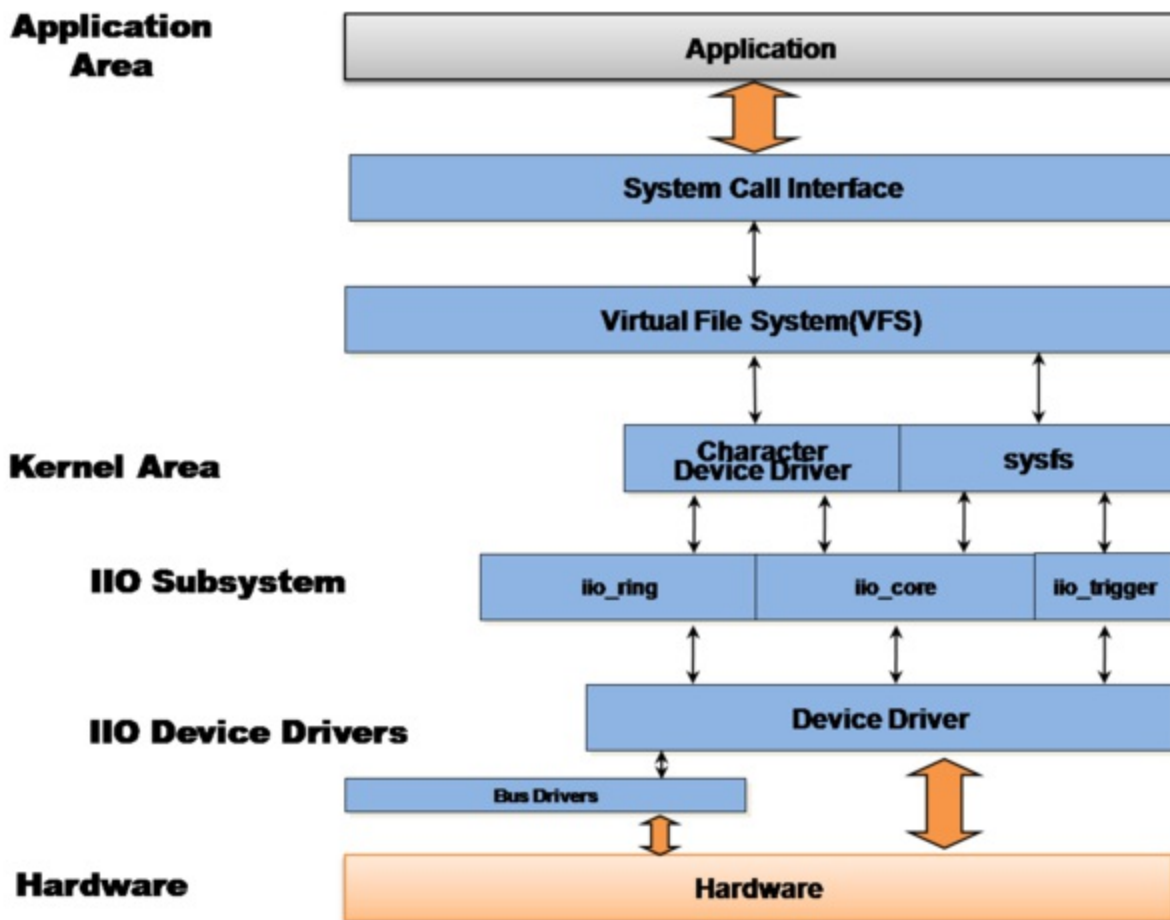 Application
Area
Application
System Call Interface
Virtual File System(VFS)
Kernel Area
Character
Device Driver
sysfs
IIO Subsystem
iio_ring
iio_core
iio_trigger
IIO Device Drivers
Device Driver
Bus Drivers
Hardware
Hardware